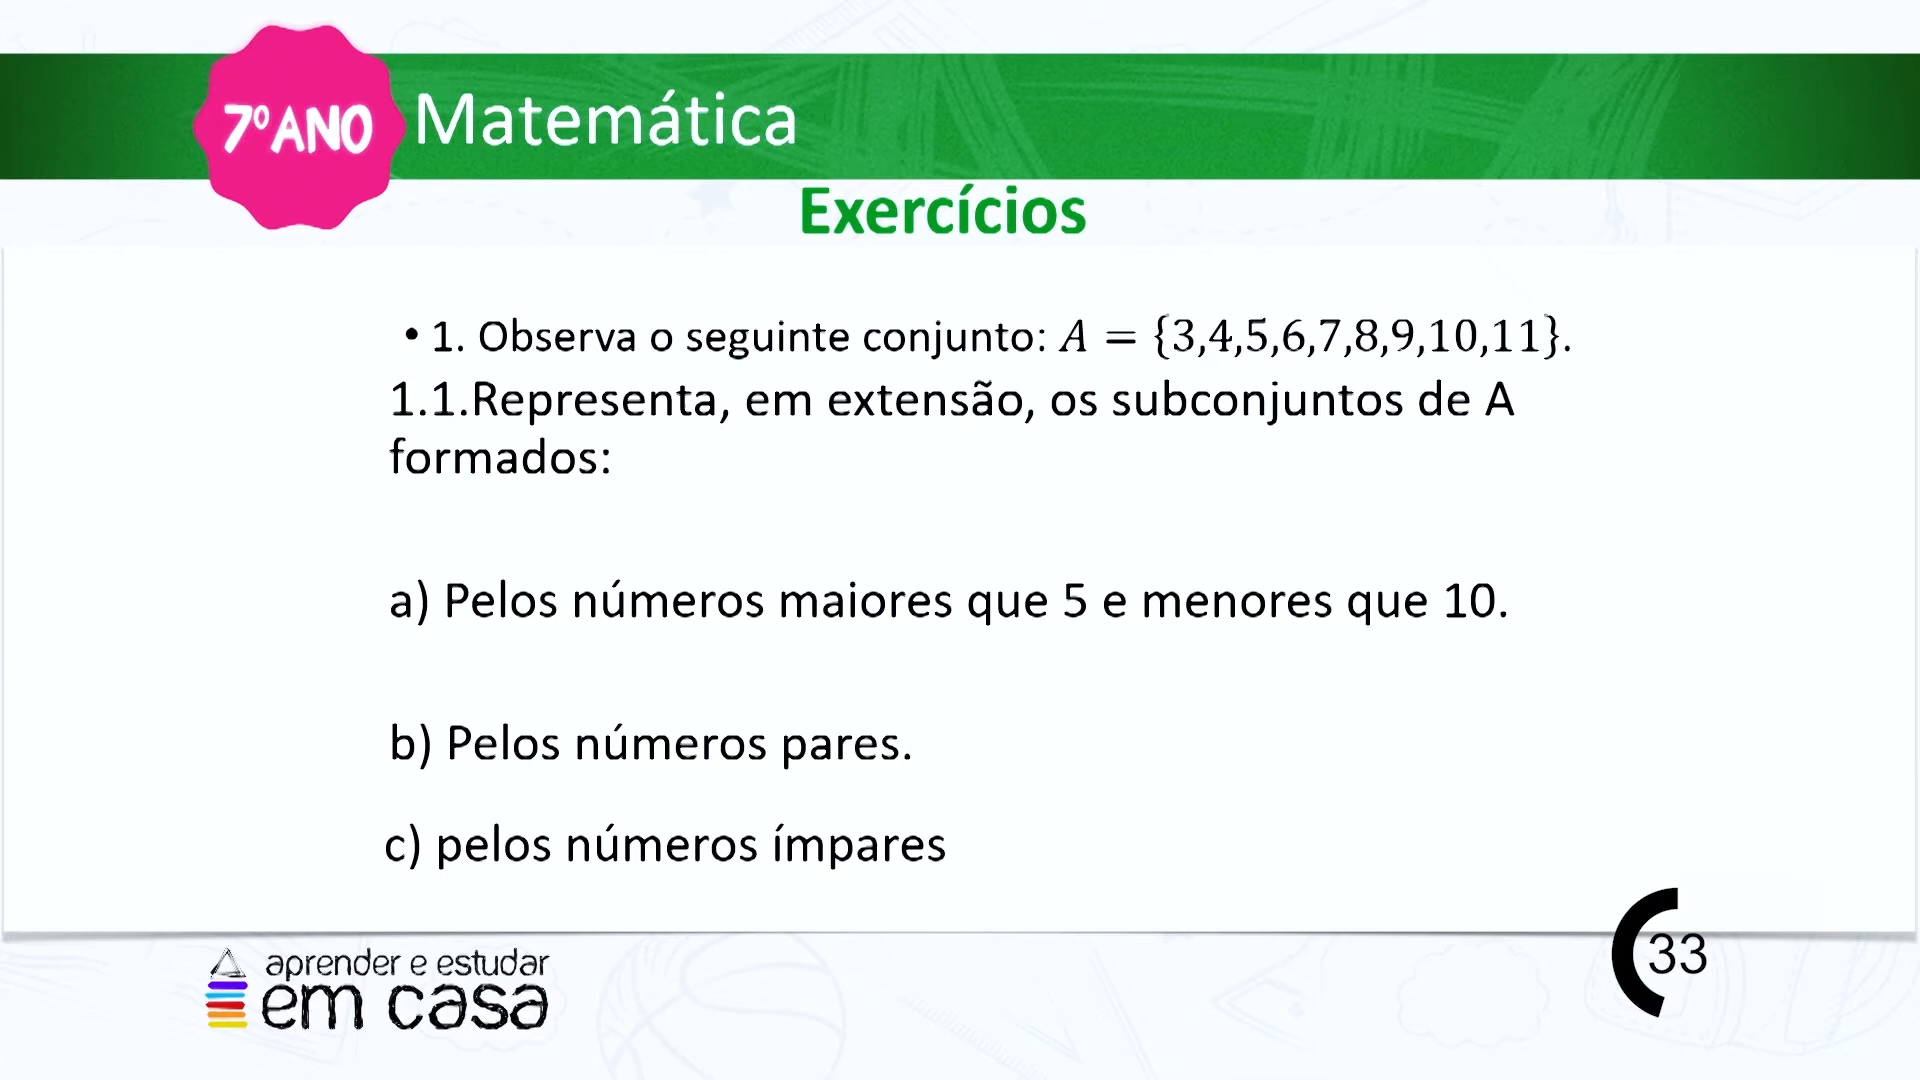 7ºANO Matemática
Exercícios
• 1. Observa o seguinte conjunto: A = {3,4,5,6,7,8,9,10,11}.
1.1.Representa, em extensão, os subconjuntos de A
formados:
a) Pelos números maiores que 5 e menores que 10.
b) Pelos números pares.
c) pelos números ímpares
33
aprender e estudar
em casa